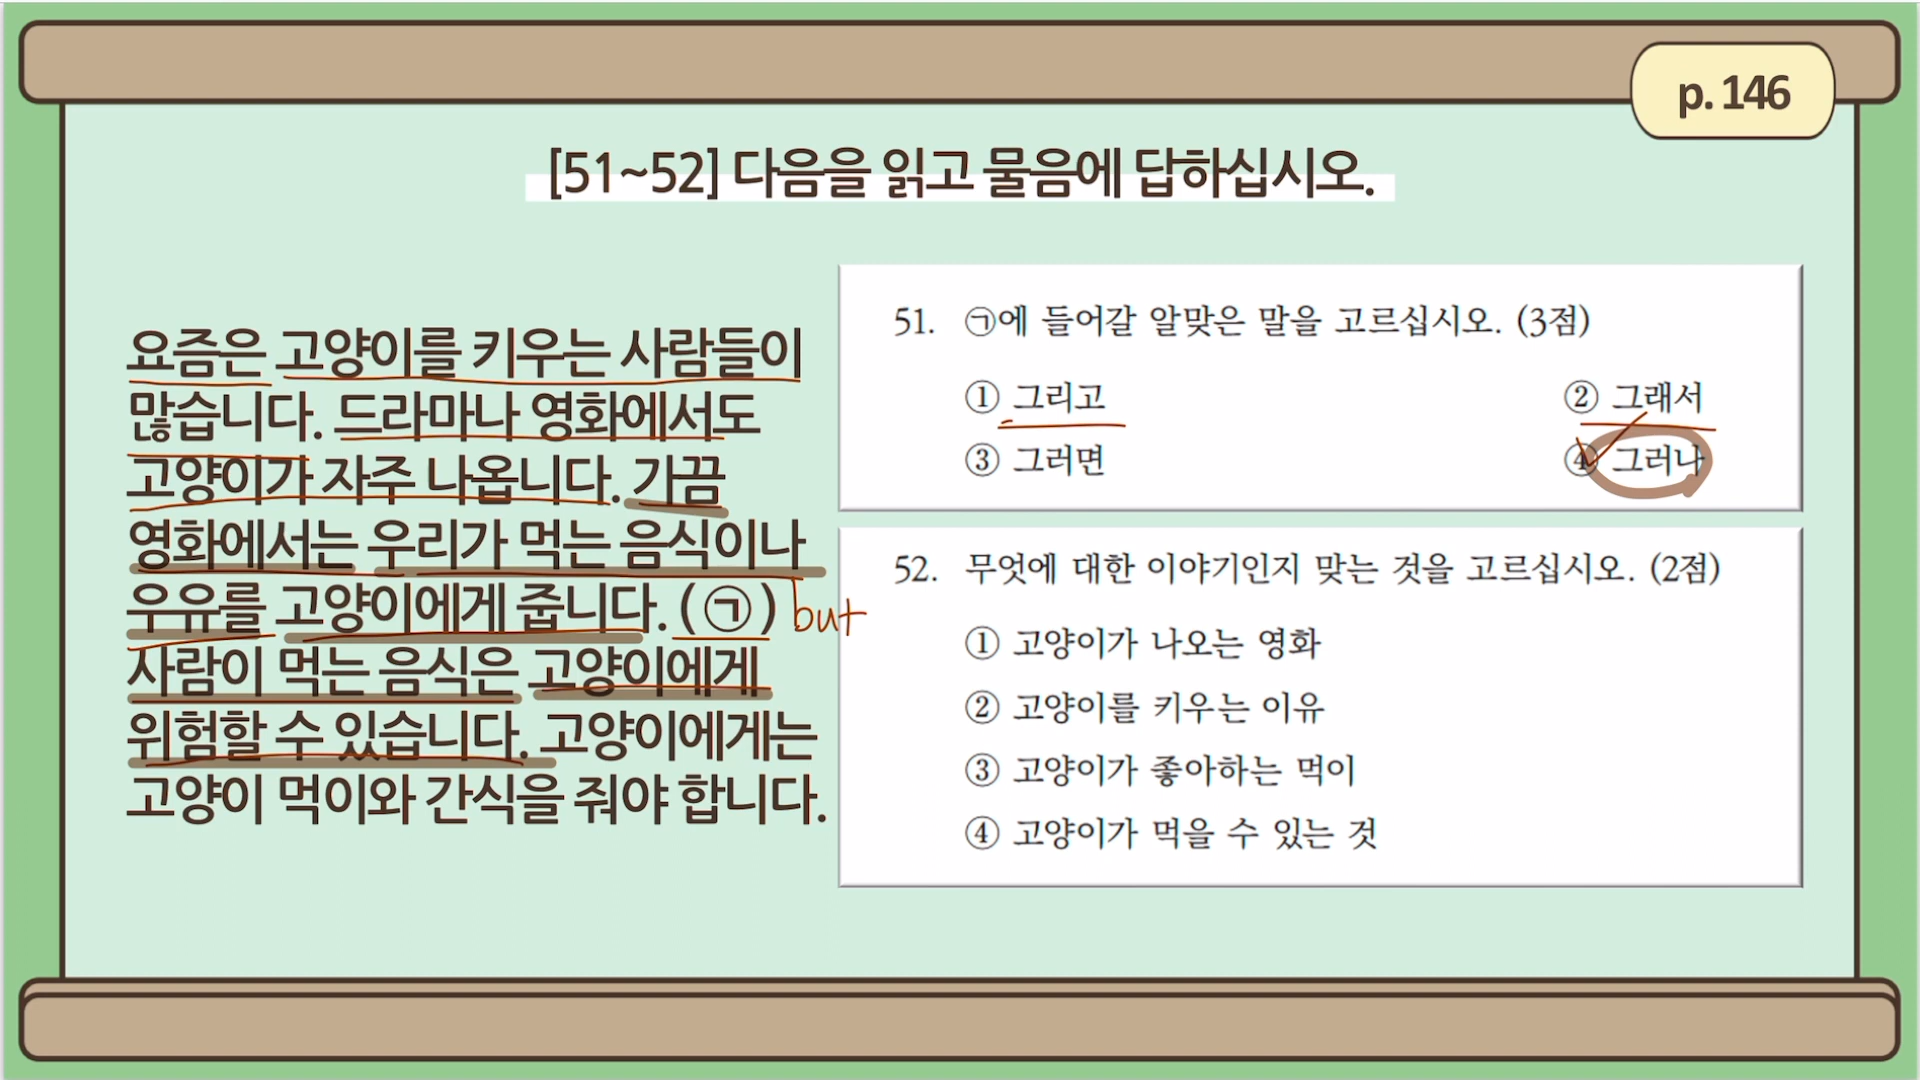 p. 146
[51~52] 다음을 읽고 물음에 답하십시오.
요즘은 고양이를 키우는 사람들이
많습니다. 드라마나 영화에서도
고양이가 자주 나옵니다. 가끔
영화에서는 우리가 먹는 음식이나
우유를 고양이에게 줍니다. (㉠) but
사람이 먹는 음식은 고양이에게
위험할 수 있습니다. 고양이에게는
고양이 먹이와 간식을 줘야 합니다.
51. ㉠에 들어갈 알맞은 말을 고르십시오. (3점)
① 그리고 ② 그래서
③ 그러면 ④ 그러나
52. 무엇에 대한 이야기인지 맞는 것을 고르십시오. (2점)
① 고양이가 나오는 영화
② 고양이를 키우는 이유
③ 고양이가 좋아하는 먹이
④ 고양이가 먹을 수 있는 것